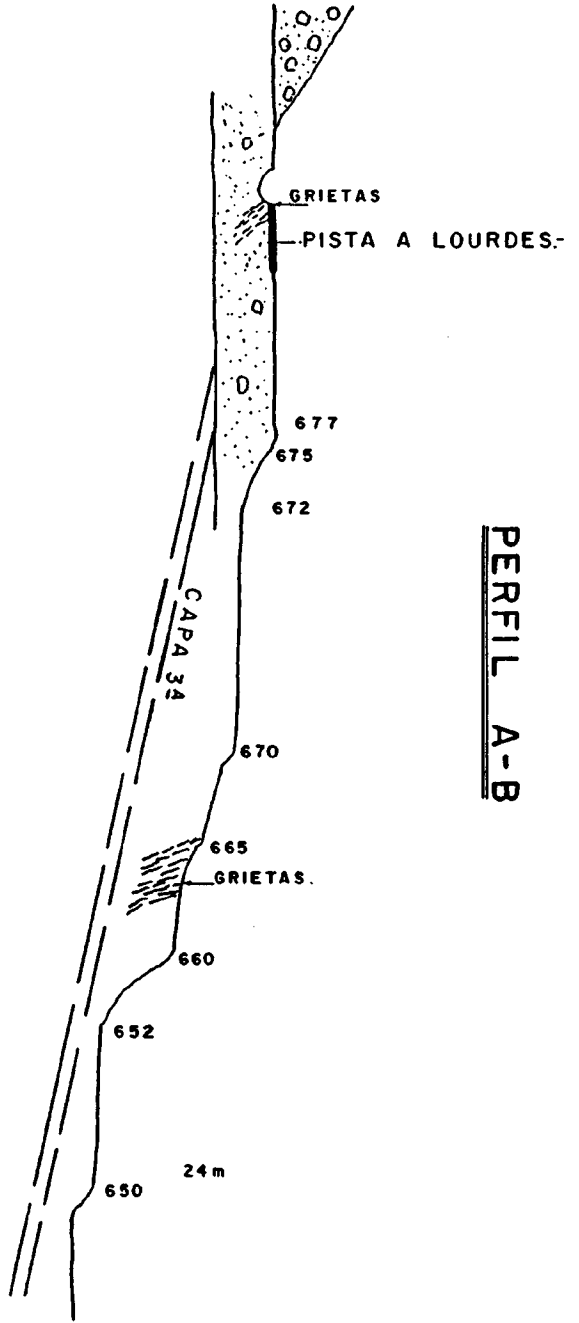 GRIETAS
PISTA A LOURDES.-
677
675
672
PERFIL A-B
CAPA 3ª
670
665
GRIETAS.
660
652
24 m
650